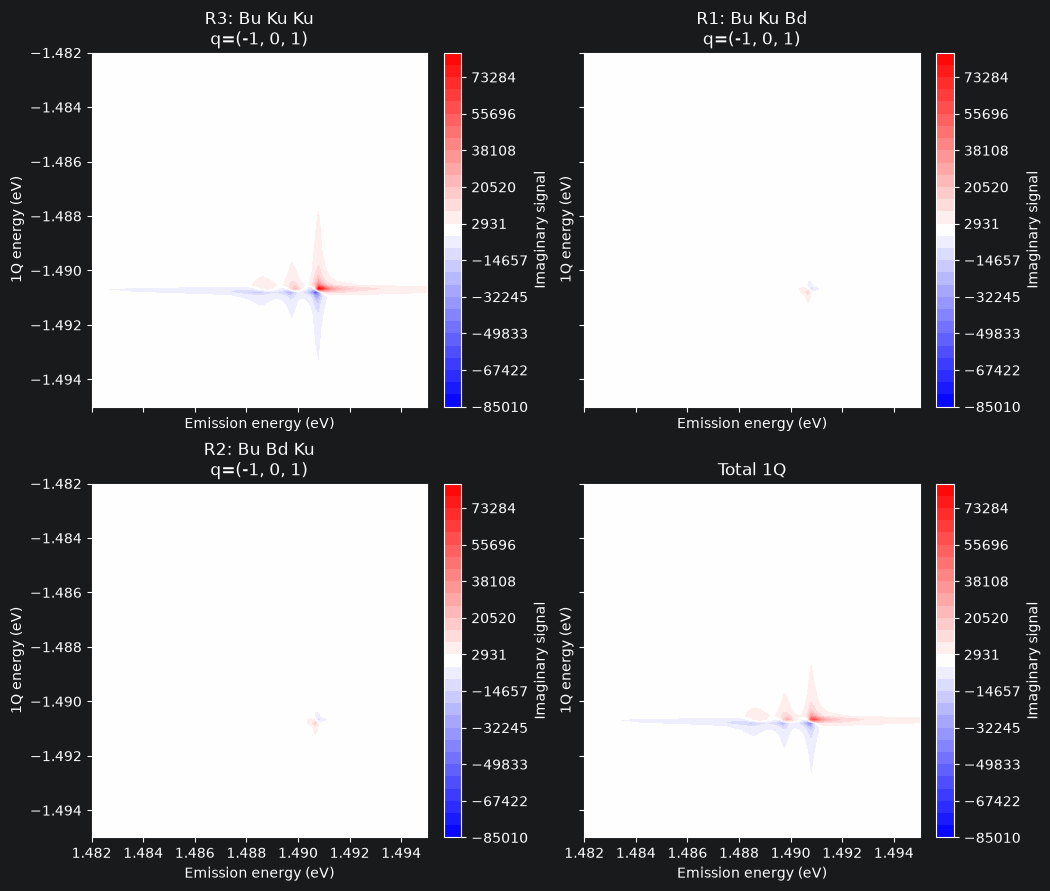 R3: Bu Ku Ku
q=(-1, 0, 1)
−1.482
−1.484
−1.486
−1.488
−1.490
−1.492
−1.494
1Q energy (eV)
Emission energy (eV)
73284
55696
38108
20520
2931
−14657
−32245
−49833
−67422
−85010
Imaginary signal
R1: Bu Ku Bd
q=(-1, 0, 1)
1Q energy (eV)
Emission energy (eV)
73284
55696
38108
20520
2931
−14657
−32245
−49833
−67422
−85010
Imaginary signal
R2: Bu Bd Ku
q=(-1, 0, 1)
−1.482
−1.484
−1.486
−1.488
−1.490
−1.492
−1.494
1Q energy (eV)
1.482 1.484 1.486 1.488 1.490 1.492 1.494
Emission energy (eV)
73284
55696
38108
20520
2931
−14657
−32245
−49833
−67422
−85010
Imaginary signal
Total 1Q
1Q energy (eV)
1.482 1.484 1.486 1.488 1.490 1.492 1.494
Emission energy (eV)
73284
55696
38108
20520
2931
−14657
−32245
−49833
−67422
−85010
Imaginary signal